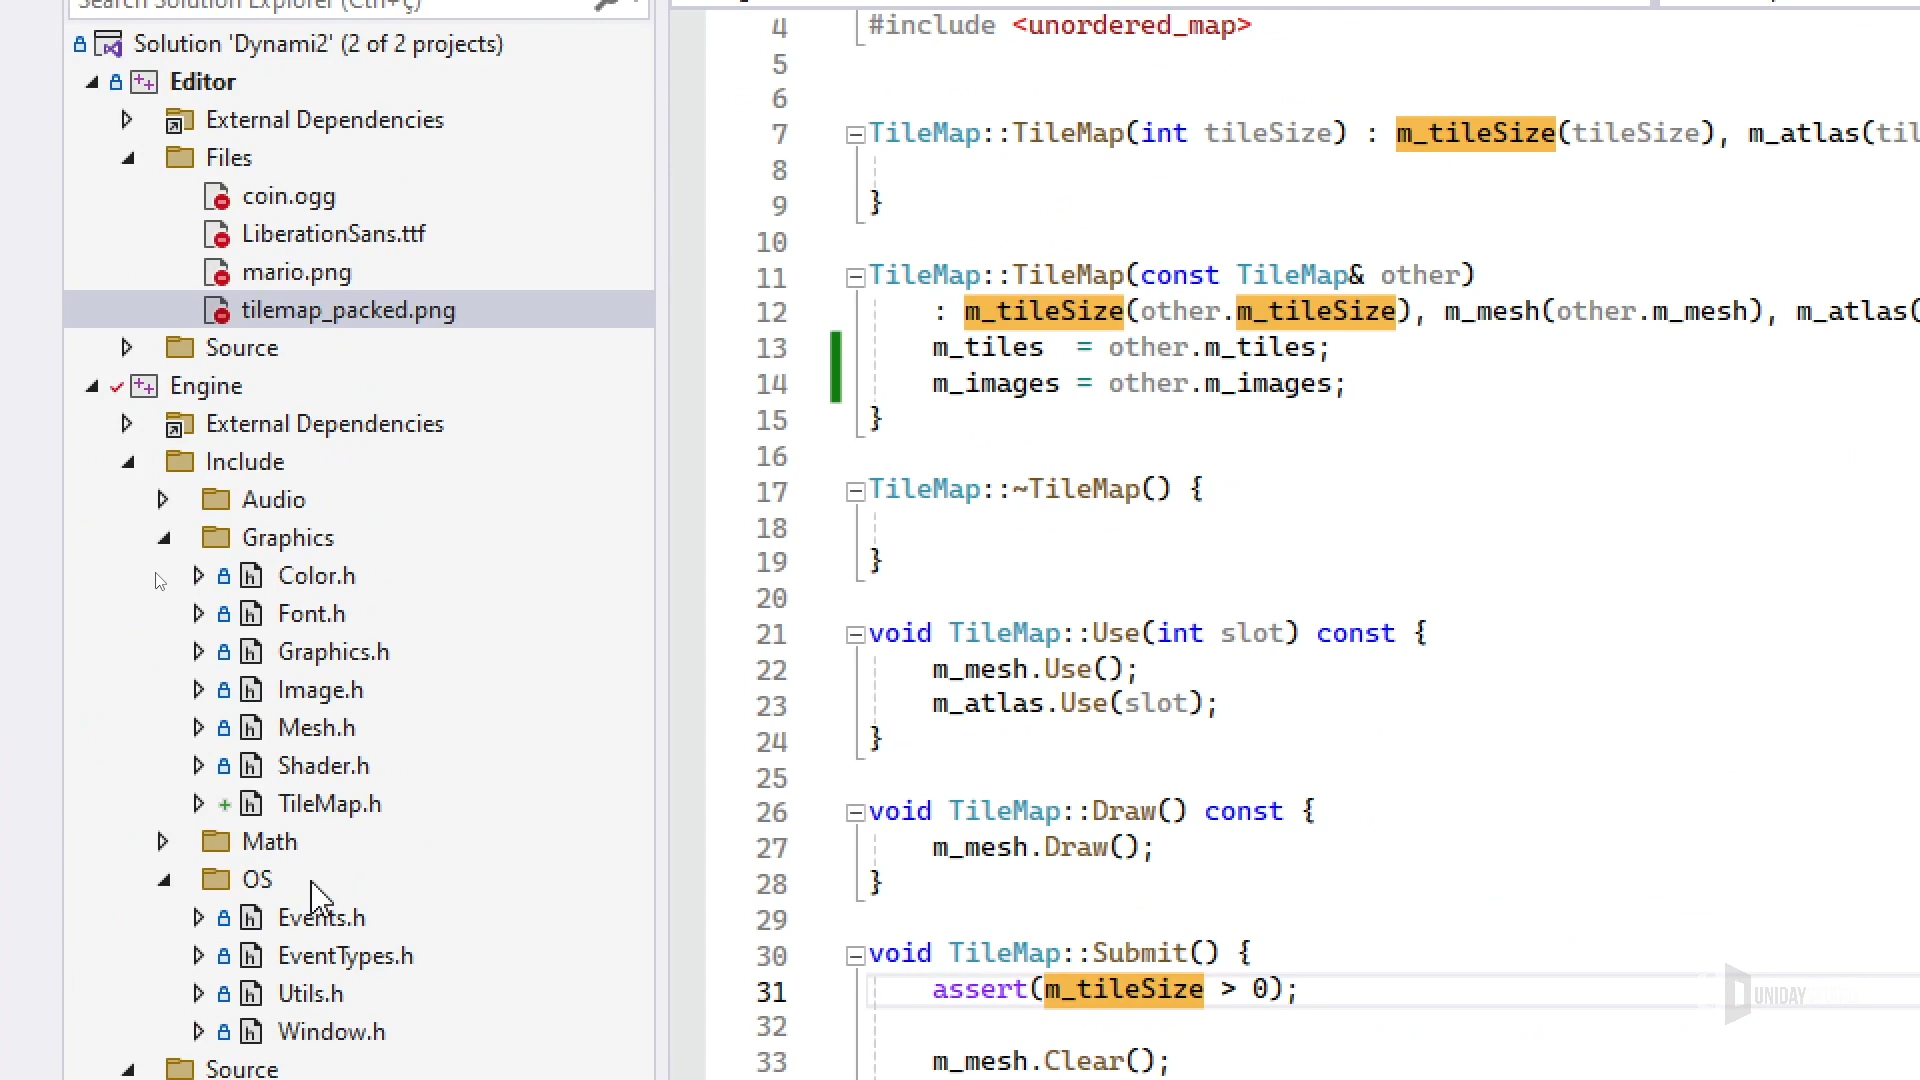 Search Solution Explorer (Ctrl+ç)
Solution 'Dynami2' (2 of 2 projects)
Editor
External Dependencies
Files
coin.ogg
LiberationSans.ttf
mario.png
tilemap_packed.png
Source
Engine
External Dependencies
Include
Audio
Graphics
Color.h
Font.h
Graphics.h
Image.h
Mesh.h
Shader.h
TileMap.h
Math
OS
Events.h
EventTypes.h
Utils.h
Window.h
Source
4 #include <unordered_map>
5
6
7 TileMap::TileMap(int tileSize) : m_tileSize(tileSize), m_atlas(til
8
9 }
10
11 TileMap::TileMap(const TileMap& other)
12 : m_tileSize(other.m_tileSize), m_mesh(other.m_mesh), m_atlas(
13 m_tiles = other.m_tiles;
14 m_images = other.m_images;
15 }
16
17 TileMap::~TileMap() {
18
19 }
20
21 void TileMap::Use(int slot) const {
22 m_mesh.Use();
23 m_atlas.Use(slot);
24 }
25
26 void TileMap::Draw() const {
27 m_mesh.Draw();
28 }
29
30 void TileMap::Submit() {
31 assert(m_tileSize > 0);
32
33 m_mesh.Clear();
UNIDAY